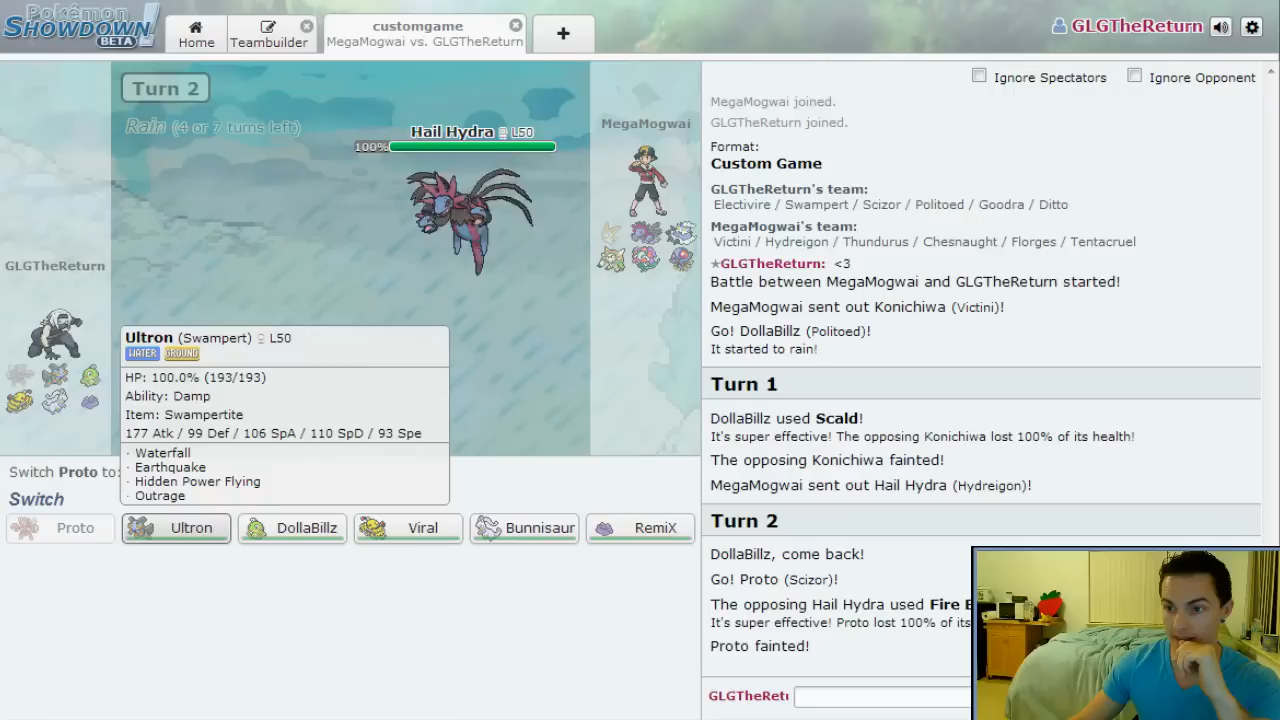 Pokémon
SHOWDOWN!
BETA
Home
Teambuilder
customgame
MegaMogwai vs. GLGTheReturn
+
GLGTheReturn
Turn 2
Rain (4 or 7 turns left)
Hail Hydra ♀ L50
100%
MegaMogwai
GLGTheReturn
Ultron (Swampert) ♀ L50
WATER GROUND
HP: 100.0% (193/193)
Ability: Damp
Item: Swampertite
177 Atk / 99 Def / 106 SpA / 110 SpD / 93 Spe
· Waterfall
· Earthquake
· Hidden Power Flying
· Outrage
Switch Proto to:
Switch
Proto
Ultron
DollaBillz
Viral
Bunnisaur
RemiX
Ignore Spectators
Ignore Opponent
MegaMogwai joined.
GLGTheReturn joined.
Format:
Custom Game
GLGTheReturn's team:
Electivire / Swampert / Scizor / Politoed / Goodra / Ditto
MegaMogwai's team:
Victini / Hydreigon / Thundurus / Chesnaught / Florges / Tentacruel
★GLGTheReturn: <3
Battle between MegaMogwai and GLGTheReturn started!
MegaMogwai sent out Konichiwa (Victini)!
Go! DollaBillz (Politoed)!
It started to rain!
Turn 1
DollaBillz used Scald!
It's super effective! The opposing Konichiwa lost 100% of its health!
The opposing Konichiwa fainted!
MegaMogwai sent out Hail Hydra (Hydreigon)!
Turn 2
DollaBillz, come back!
Go! Proto (Scizor)!
The opposing Hail Hydra used Fire
It's super effective! Proto lost 100% of its
Proto fainted!